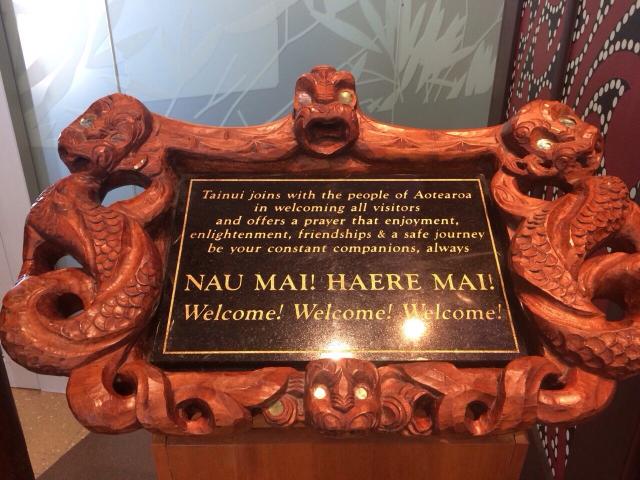 Tainui joins with the people of Aotearoa
in welcoming all visitors
and offers a prayer that enjoyment,
enlightenment, friendships & a safe journey
be your constant companions, always
NAU MAI! HAERE MAI!
Welcome! Welcome! Welcome!